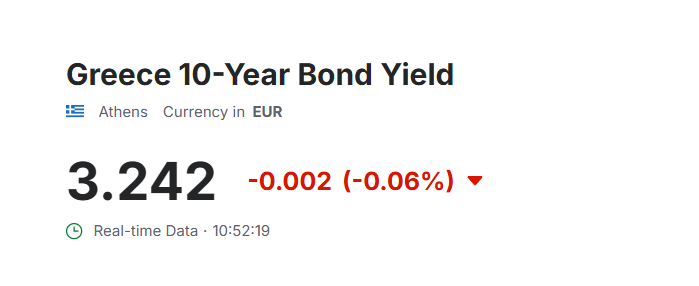 Greece 10-Year Bond Yield
Athens Currency in EUR
3.242 -0.002 (-0.06%)
Real-time Data · 10:52:19